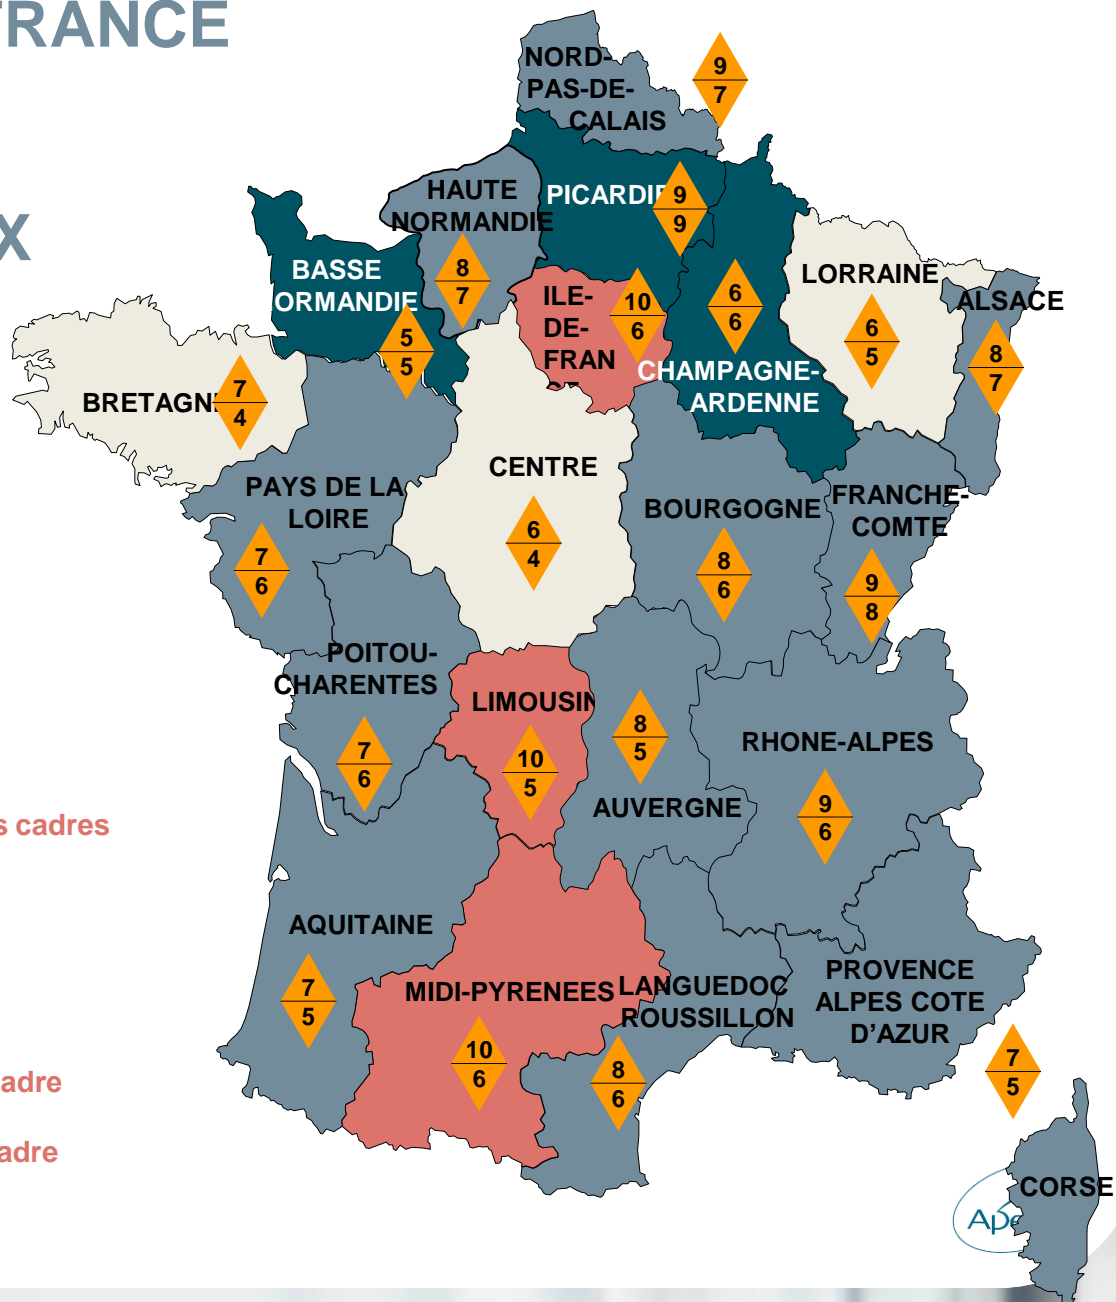 FRANCE
X
NORD-
PAS-DE-
CALAIS
9
7
HAUTE
NORMANDIE
8
7
PICARDIE
9
9
BASSE
ORMANDIE
5
5
ILE-
DE-
FRAN
10
6
6
6
CHAMPAGNE-
ARDENNE
LORRAINE
6
5
ALSACE
8
7
BRETAGN
7
4
CENTRE
6
4
PAYS DE LA
LOIRE
7
6
BOURGOGNE
8
6
FRANCHE-
COMTE
9
8
POITOU-
CHARENTES
7
6
LIMOUSIN
10
5
8
5
AUVERGNE
RHONE-ALPES
9
6
s cadres
AQUITAINE
7
5
MIDI-PYRENEES
10
6
LANGUEDOC
ROUSSILLON
8
6
PROVENCE
ALPES COTE
D’AZUR
7
5
adre
adre
CORSE
Ape